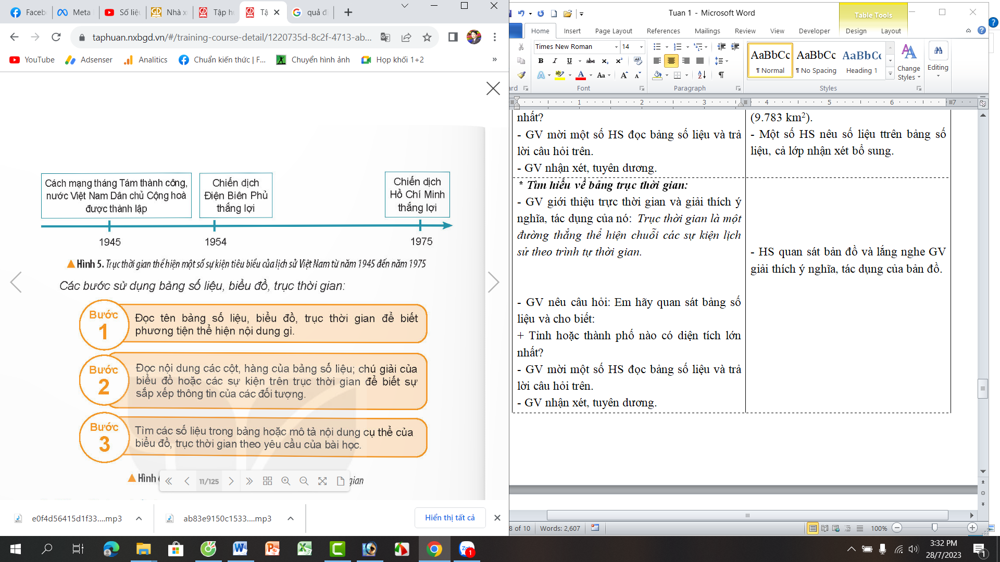 Faceb
Meta
Số liệ
Nhà x
Tập h
Tậ
quả đ
taphuan.nxbgd.vn/#/training-course-detail/1220735d-8c2f-4713-ab...
YouTube
Adsenser
Analitics
Chuẩn kiến thức | F...
Chuyển hình ảnh
Họp khối 1+2
»
Cách mạng tháng Tám thành công,
nước Việt Nam Dân chủ Cộng hoà
được thành lập
Chiến dịch
Điện Biên Phủ
thắng lợi
Chiến dịch
Hồ Chí Minh
thắng lợi
1945
1954
1975
Hình 5. Trục thời gian thể hiện một số sự kiện tiêu biểu của lịch sử Việt Nam từ năm 1945 đến năm 1975
Các bước sử dụng bảng số liệu, biểu đồ, trục thời gian:
Bước
1
Đọc tên bảng số liệu, biểu đồ, trục thời gian để biết
phương tiện thể hiện nội dung gì.
Bước
2
Đọc nội dung các cột, hàng của bảng số liệu; chú giải của
biểu đồ hoặc các sự kiện trên trục thời gian để biết sự
sắp xếp thông tin của các đối tượng.
Bước
3
Tìm các số liệu trong bảng hoặc mô tả nội dung cụ thể của
biểu đồ, trục thời gian theo yêu cầu của bài học.
Hình
gian
11/125
e0f4d56415d1f33....mp3
ab83e9150c1533....mp3
Hiển thị tất cả
Tuan 1 - Microsoft Word
Table Tools
Home
Insert
Page Layout
References
Mailings
Review
View
Developer
Design
Layout
Times New Roman
14
AaBbCc
¶ Normal
AaBbCc
¶ No Spacing
AaBbC
Heading 1
Change
Styles
Editing
ard
Font
Paragraph
Styles
1 2 3 4 5 6 7
nhất?
- GV mời một số HS đọc bảng số liệu và trả
lời câu hỏi trên.
- GV nhận xét, tuyên dương.
(9.783 km²).
- Một số HS nêu số liệu ttrên bảng số
liệu, cả lớp nhận xét bổ sung.
* Tìm hiểu về bảng trục thời gian:
- GV giới thiệu trực thời gian và giải thích ý
nghĩa, tác dụng của nó: Trục thời gian là một
đường thẳng thể hiện chuỗi các sự kiện lịch
sử theo trình tự thời gian.
- GV nêu câu hỏi: Em hãy quan sát bảng số
liệu và cho biết:
+ Tỉnh hoặc thành phố nào có diện tích lớn
nhất?
- GV mời một số HS đọc bảng số liệu và trả
lời câu hỏi trên.
- GV nhận xét, tuyên dương.
- HS quan sát bản đồ và lắng nghe GV
giải thích ý nghĩa, tác dụng của bản đồ.
8 of 10
Words: 2,607
100%
3:32 PM
28/7/2023